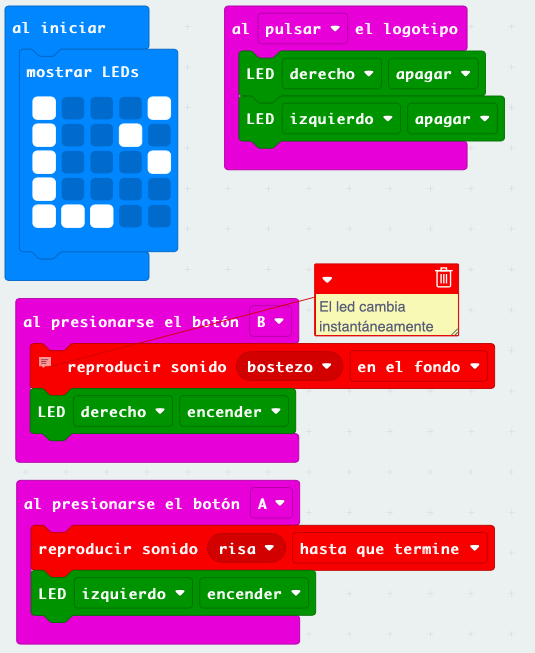 al iniciar
mostrar LEDs
al pulsar el logotipo
LED derecho apagar
LED izquierdo apagar
El led cambia
instantáneamente
al presionarse el botón B
reproducir sonido bostezo en el fondo
LED derecho encender
al presionarse el botón A
reproducir sonido risa hasta que termine
LED izquierdo encender